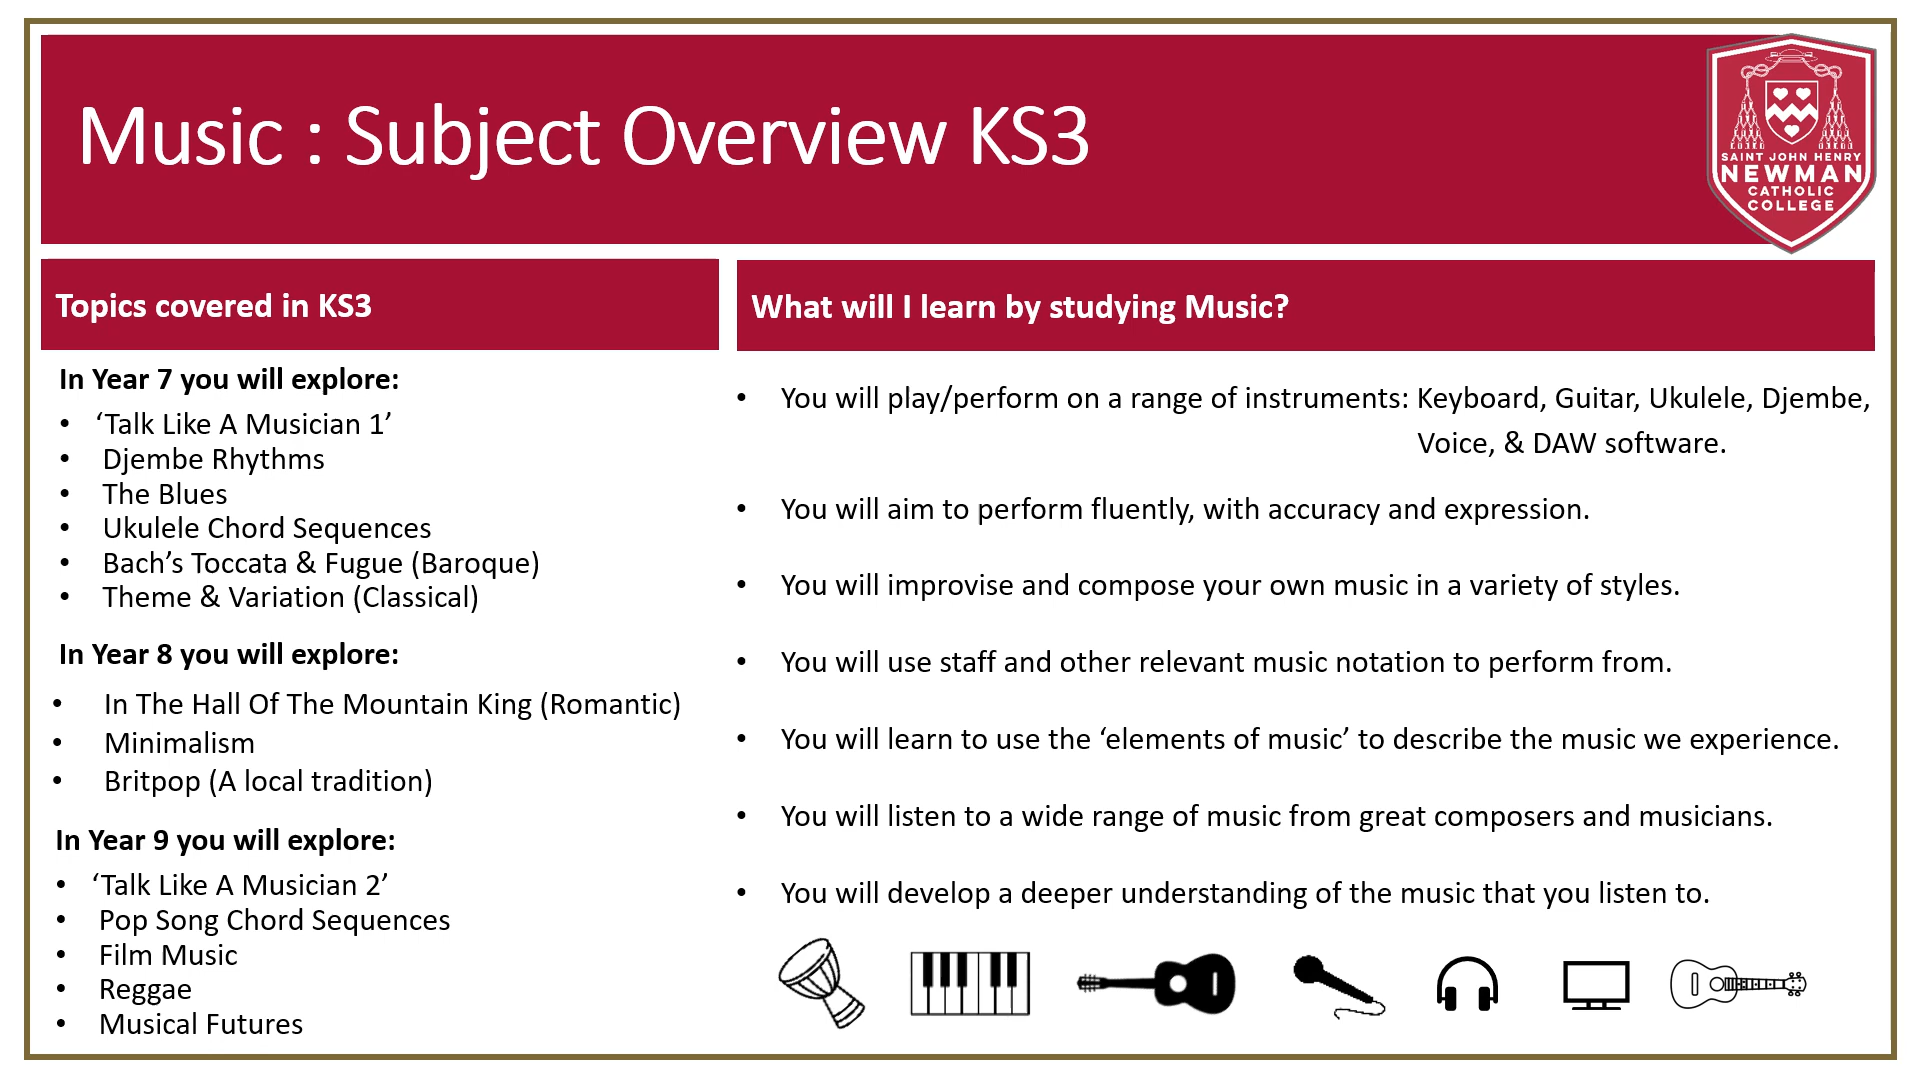 Music : Subject Overview KS3
SAINT JOHN HENRY
NEWMAN
CATHOLIC
COLLEGE
Topics covered in KS3
In Year 7 you will explore:
• ‘Talk Like A Musician 1’
• Djembe Rhythms
• The Blues
• Ukulele Chord Sequences
• Bach’s Toccata & Fugue (Baroque)
• Theme & Variation (Classical)
In Year 8 you will explore:
• In The Hall Of The Mountain King (Romantic)
• Minimalism
• Britpop (A local tradition)
In Year 9 you will explore:
• ‘Talk Like A Musician 2’
• Pop Song Chord Sequences
• Film Music
• Reggae
• Musical Futures
What will I learn by studying Music?
• You will play/perform on a range of instruments: Keyboard, Guitar, Ukulele, Djembe,
Voice, & DAW software.
• You will aim to perform fluently, with accuracy and expression.
• You will improvise and compose your own music in a variety of styles.
• You will use staff and other relevant music notation to perform from.
• You will learn to use the ‘elements of music’ to describe the music we experience.
• You will listen to a wide range of music from great composers and musicians.
• You will develop a deeper understanding of the music that you listen to.